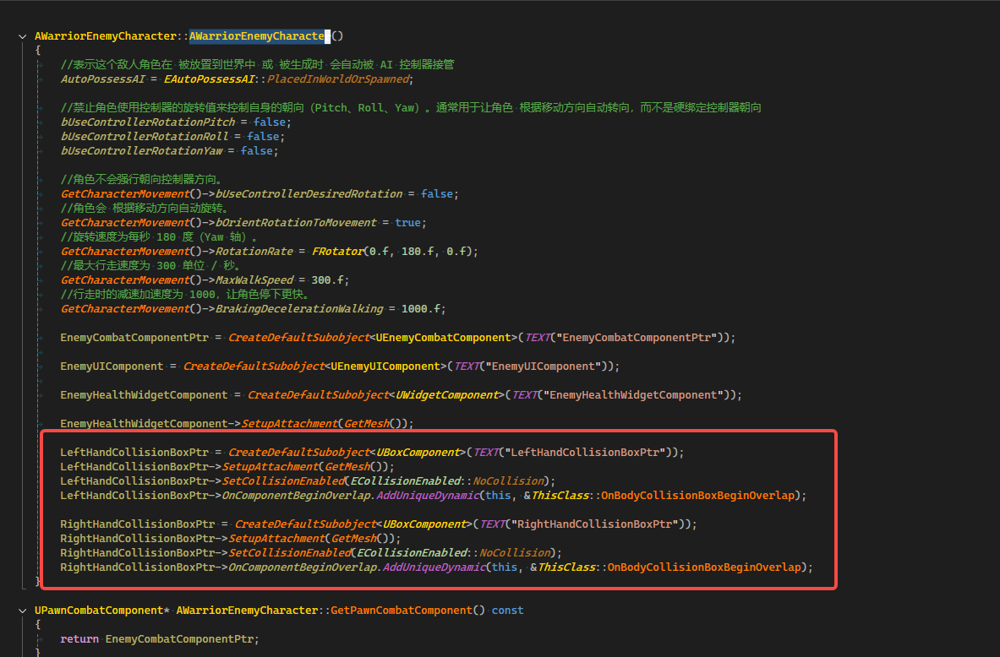 AWarriorEnemyCharacter::AWarriorEnemyCharacter()
{
//表示这个敌人角色在 被放置到世界中 或 被生成时 会自动被 AI 控制器接管
AutoPossessAI = EAutoPossessAI::PlacedInWorldOrSpawned;
//禁止角色使用控制器的旋转值来控制自身的朝向（Pitch、Roll、Yaw）。通常用于让角色 根据移动方向自动转向，而不是硬绑定控制器朝向
bUseControllerRotationPitch = false;
bUseControllerRotationRoll = false;
bUseControllerRotationYaw = false;
//角色不会强行朝向控制器方向。
GetCharacterMovement()->bUseControllerDesiredRotation = false;
//角色会 根据移动方向自动旋转。
GetCharacterMovement()->bOrientRotationToMovement = true;
//旋转速度为每秒 180 度（Yaw 轴）。
GetCharacterMovement()->RotationRate = FRotator(0.f, 180.f, 0.f);
//最大行走速度为 300 单位 / 秒。
GetCharacterMovement()->MaxWalkSpeed = 300.f;
//行走时的减速加速度为 1000，让角色停下更快。
GetCharacterMovement()->BrakingDecelerationWalking = 1000.f;
EnemyCombatComponentPtr = CreateDefaultSubobject<UEnemyCombatComponent>(TEXT("EnemyCombatComponentPtr"));
EnemyUIComponent = CreateDefaultSubobject<UEnemyUIComponent>(TEXT("EnemyUIComponent"));
EnemyHealthWidgetComponent = CreateDefaultSubobject<UWidgetComponent>(TEXT("EnemyHealthWidgetComponent"));
EnemyHealthWidgetComponent->SetupAttachment(GetMesh());
LeftHandCollisionBoxPtr = CreateDefaultSubobject<UBoxComponent>(TEXT("LeftHandCollisionBoxPtr"));
LeftHandCollisionBoxPtr->SetupAttachment(GetMesh());
LeftHandCollisionBoxPtr->SetCollisionEnabled(ECollisionEnabled::NoCollision);
LeftHandCollisionBoxPtr->OnComponentBeginOverlap.AddUniqueDynamic(this, &ThisClass::OnBodyCollisionBoxBeginOverlap);
RightHandCollisionBoxPtr = CreateDefaultSubobject<UBoxComponent>(TEXT("RightHandCollisionBoxPtr"));
RightHandCollisionBoxPtr->SetupAttachment(GetMesh());
RightHandCollisionBoxPtr->SetCollisionEnabled(ECollisionEnabled::NoCollision);
RightHandCollisionBoxPtr->OnComponentBeginOverlap.AddUniqueDynamic(this, &ThisClass::OnBodyCollisionBoxBeginOverlap);
}
UPawnCombatComponent* AWarriorEnemyCharacter::GetPawnCombatComponent() const
{
return EnemyCombatComponentPtr;
}